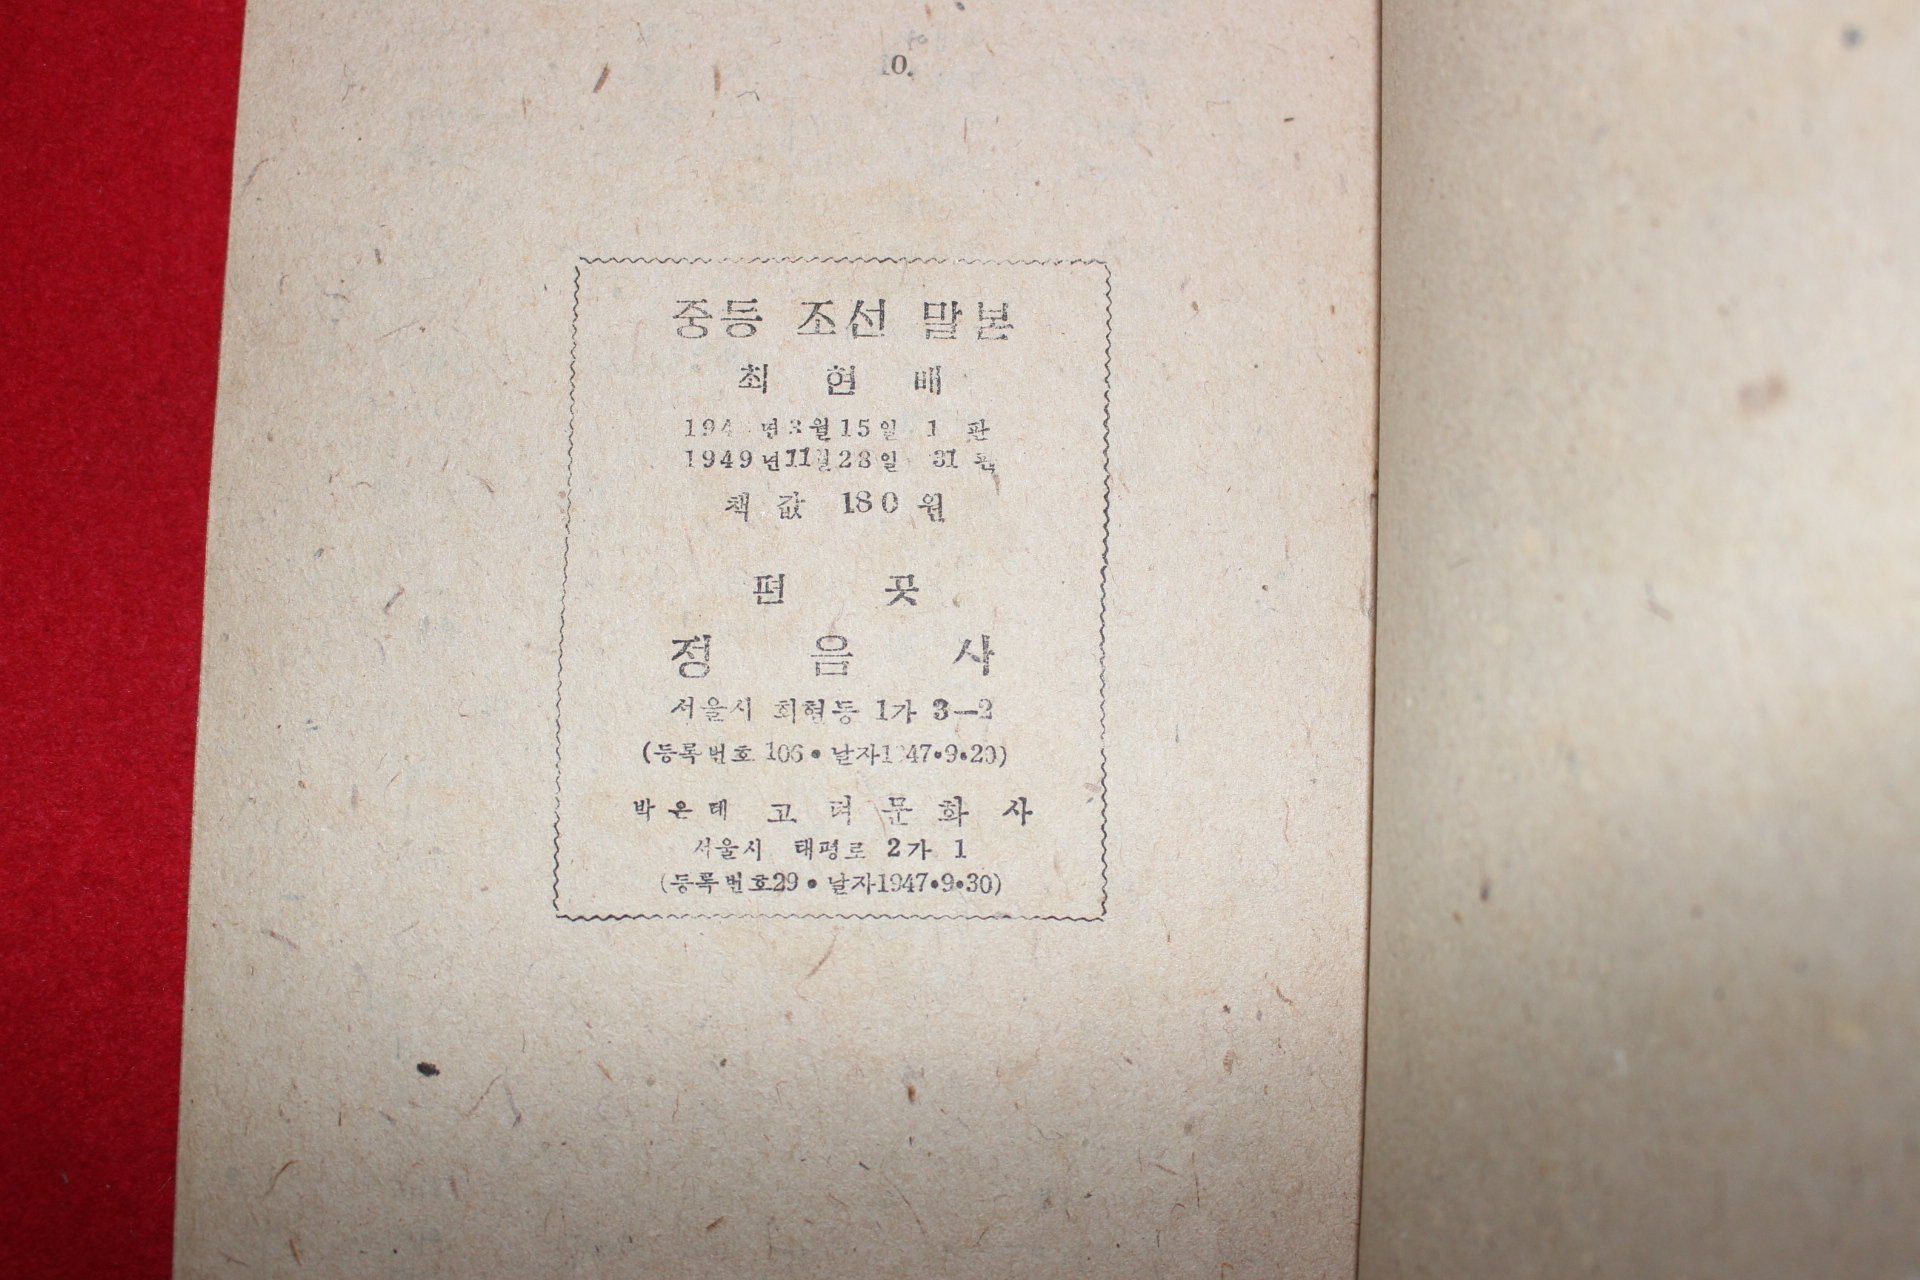 10.
중등 조선 말본
최 현 배
년 3월15일 1 판
1949년11월28일 31 판
책 값 180 원
펀 곳
정 음 사
서울시 회현동 1가 3—2
(등록번호 106•날자1947•9•20)
박은데 고려문화사
서울시 태평로 2가 1
(등록번호29•날자1947•9•30)